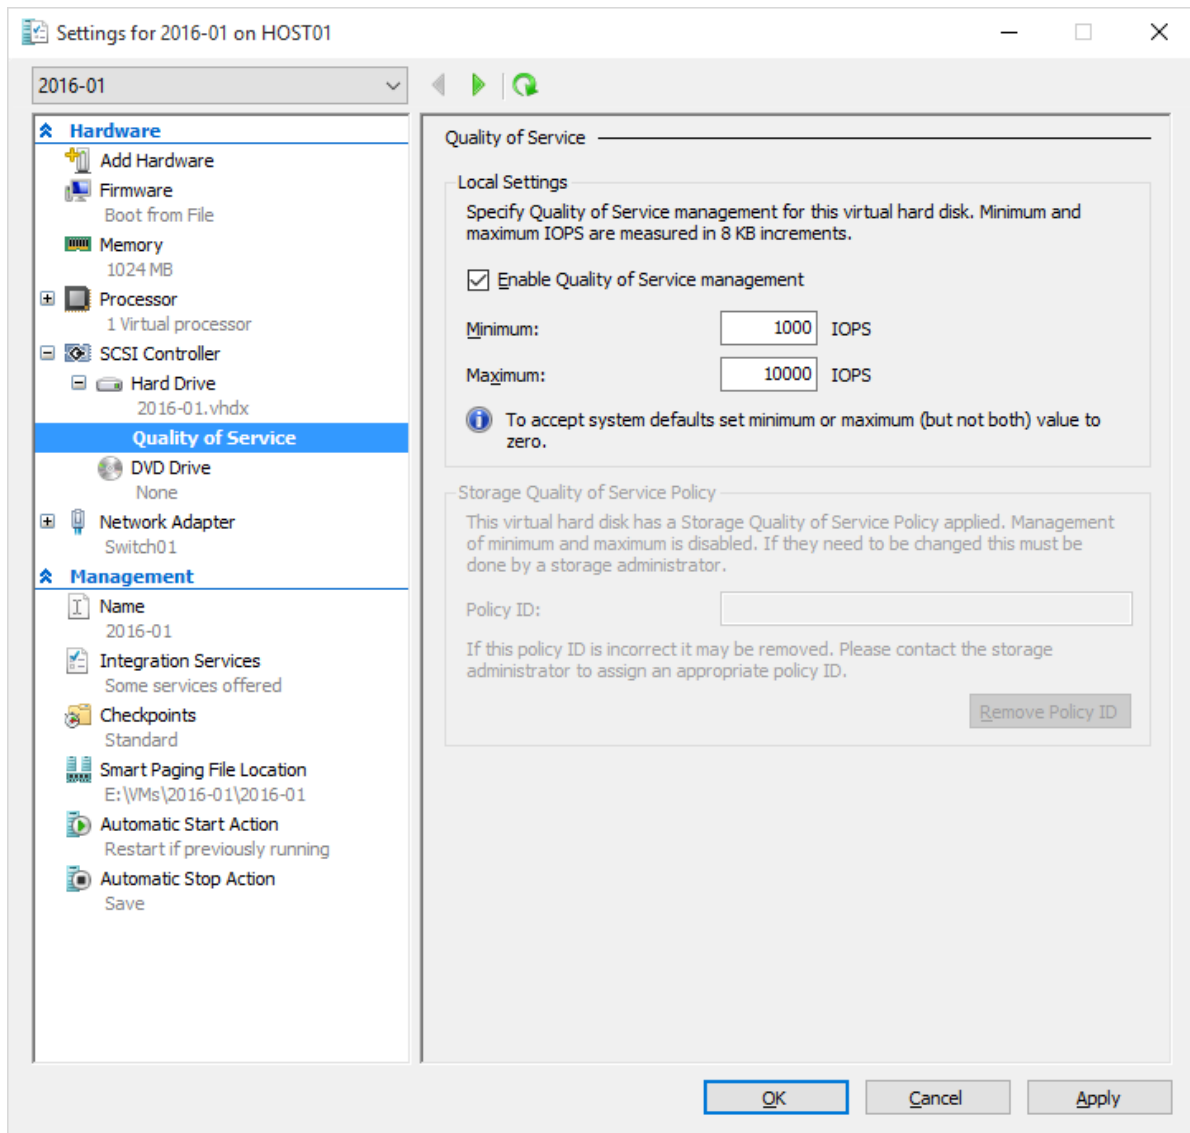 Settings for 2016-01 on HOST01
2016-01
Hardware
Add Hardware
Firmware
Boot from File
Memory
1024 MB
Processor
1 Virtual processor
SCSI Controller
Hard Drive
2016-01.vhdx
Quality of Service
DVD Drive
None
Network Adapter
Switch01
Management
Name
2016-01
Integration Services
Some services offered
Checkpoints
Standard
Smart Paging File Location
E:\VMs\2016-01\2016-01
Automatic Start Action
Restart if previously running
Automatic Stop Action
Save
Quality of Service
Local Settings
Specify Quality of Service management for this virtual hard disk. Minimum and
maximum IOPS are measured in 8 KB increments.
Enable Quality of Service management
Minimum: 1000 IOPS
Maximum: 10000 IOPS
To accept system defaults set minimum or maximum (but not both) value to
zero.
Storage Quality of Service Policy
This virtual hard disk has a Storage Quality of Service Policy applied. Management
of minimum and maximum is disabled. If they need to be changed this must be
done by a storage administrator.
Policy ID:
If this policy ID is incorrect it may be removed. Please contact the storage
administrator to assign an appropriate policy ID.
Remove Policy ID
OK Cancel Apply